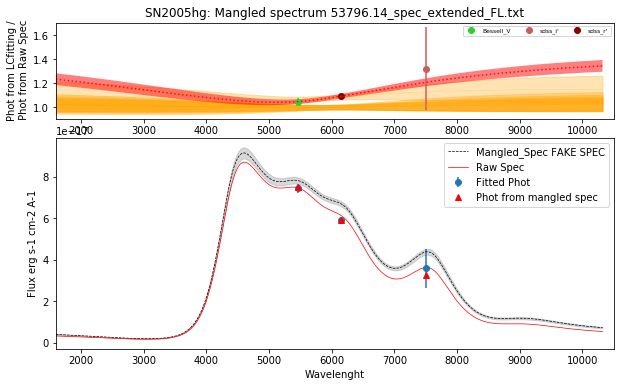 SN2005hg: Mangled spectrum 53796.14_spec_extended_FL.txt
Phot from LCfitting /
Phot from Raw Spec
1.6
1.4
1.2
1.0
Bessell_V
sdss_i'
sdss_r'
2000 3000 4000 5000 6000 7000 8000 9000 10000
1e−17
Flux erg s-1 cm-2 A-1
8
6
4
2
0
Mangled_Spec FAKE SPEC
Raw Spec
Fitted Phot
Phot from mangled spec
2000 3000 4000 5000 6000 7000 8000 9000 10000
Wavelenght